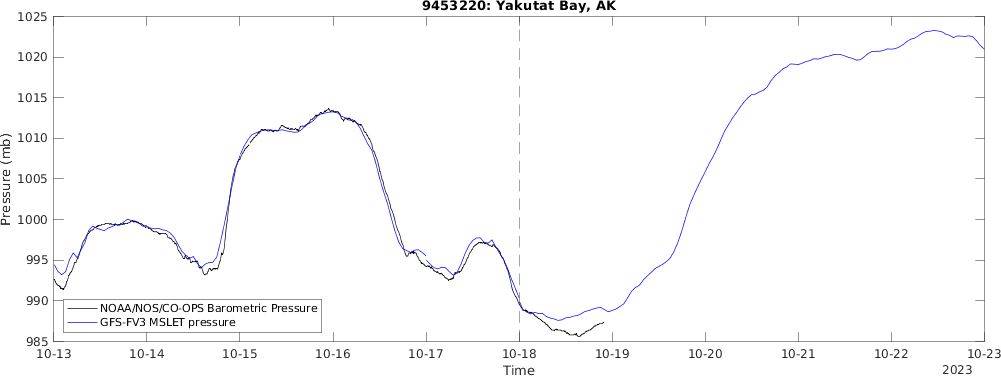 9453220: Yakutat Bay, AK
1025
1020
1015
1010
1005
1000
995
990
985
Pressure (mb)
NOAA/NOS/CO-OPS Barometric Pressure
GFS-FV3 MSLET pressure
10-13 10-14 10-15 10-16 10-17 10-18 10-19 10-20 10-21 10-22 10-23
Time
2023